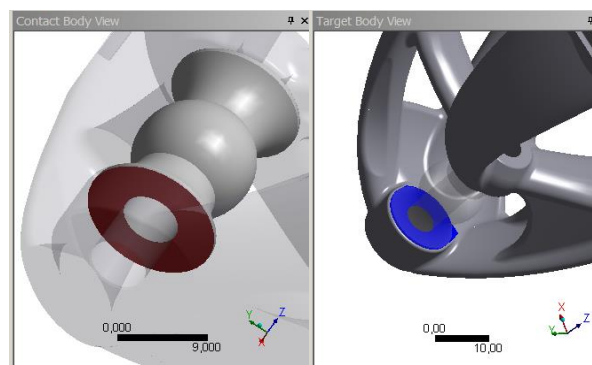 Contact Body View
Target Body View
Y
Z
X
0,000
9,000
X
Z
Y
0,00
10,00